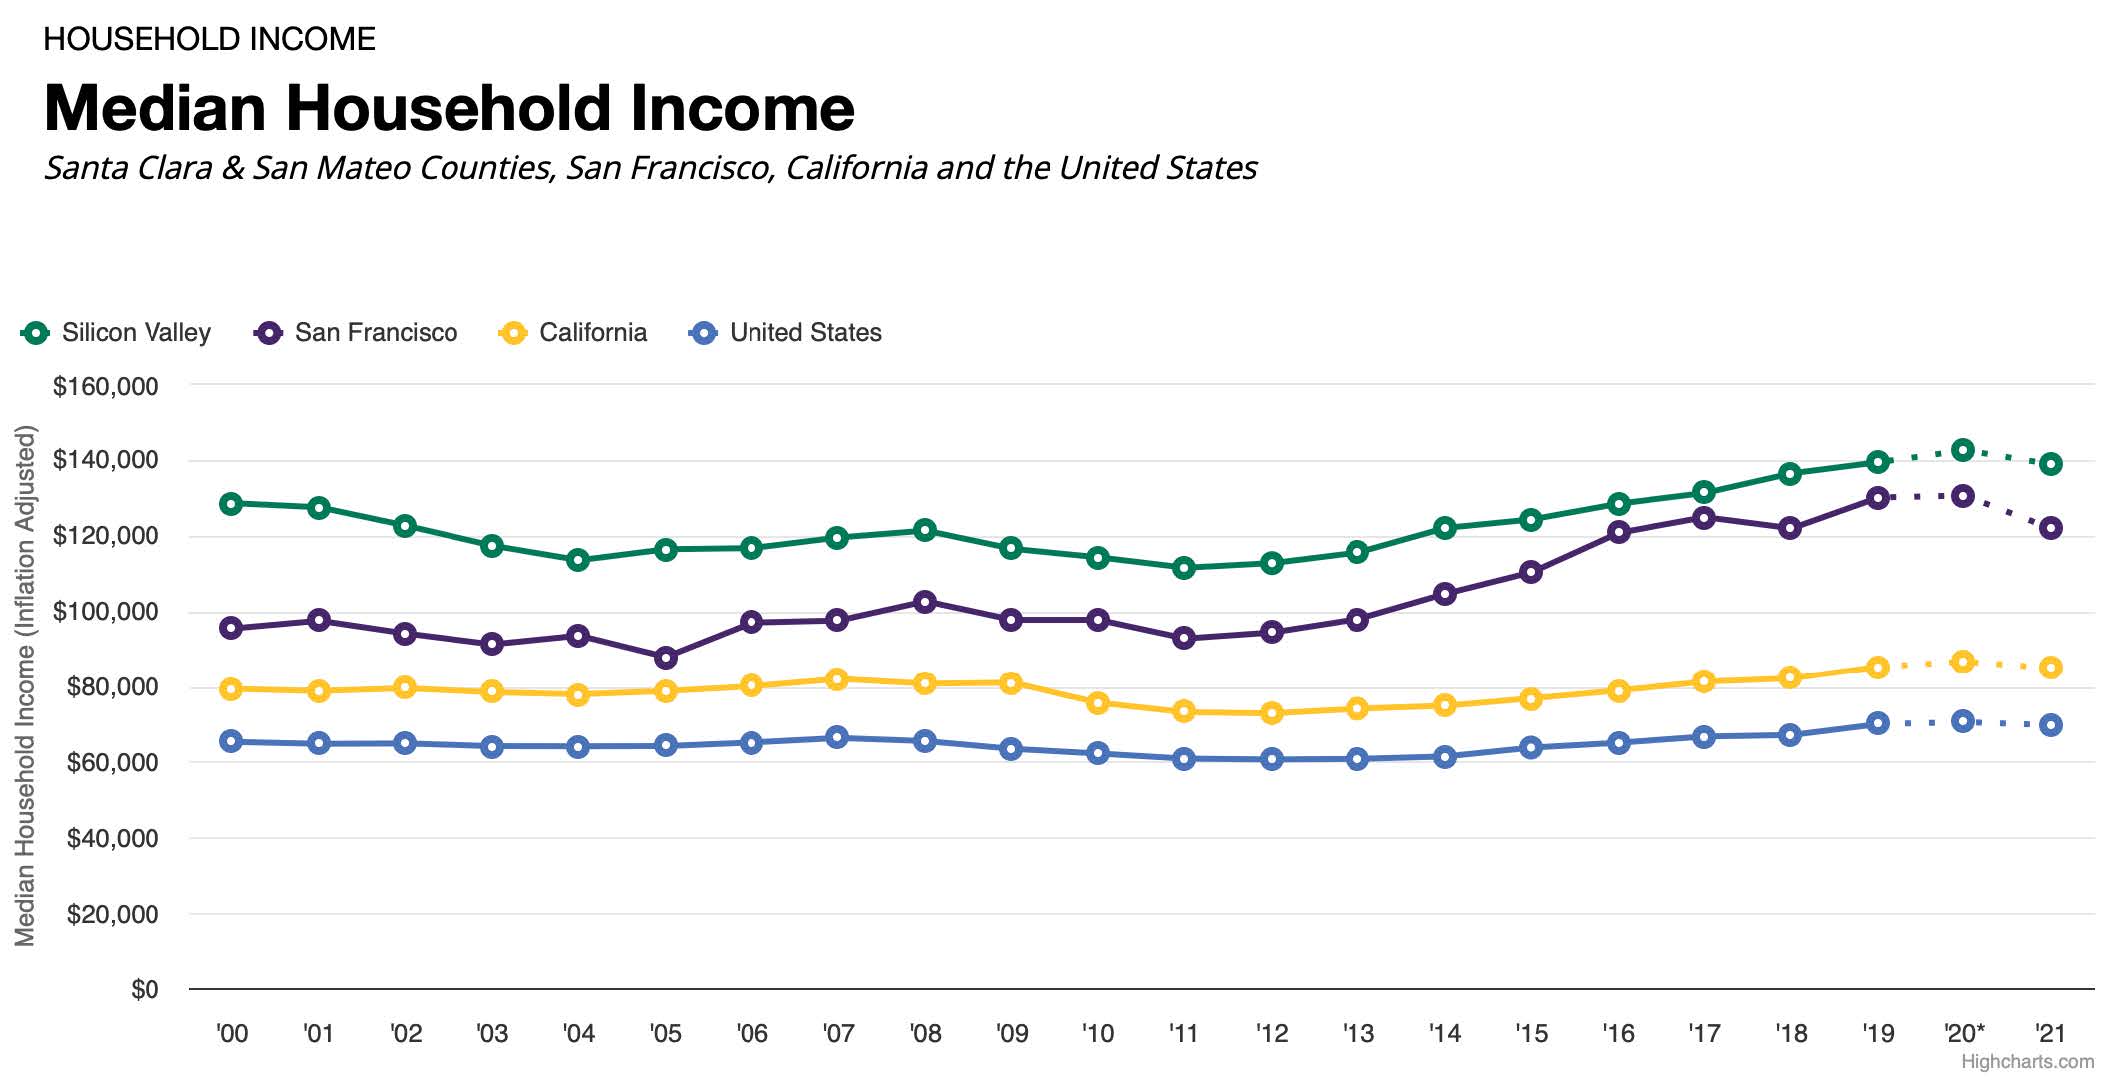 HOUSEHOLD INCOME
Median Household Income
Santa Clara & San Mateo Counties, San Francisco, California and the United States
Silicon Valley San Francisco California United States
Median Household Income (Inflation Adjusted)
$160,000
$140,000
$120,000
$100,000
$80,000
$60,000
$40,000
$20,000
$0
'00 '01 '02 '03 '04 '05 '06 '07 '08 '09 '10 '11 '12 '13 '14 '15 '16 '17 '18 '19 '20* '21
Highcharts.com